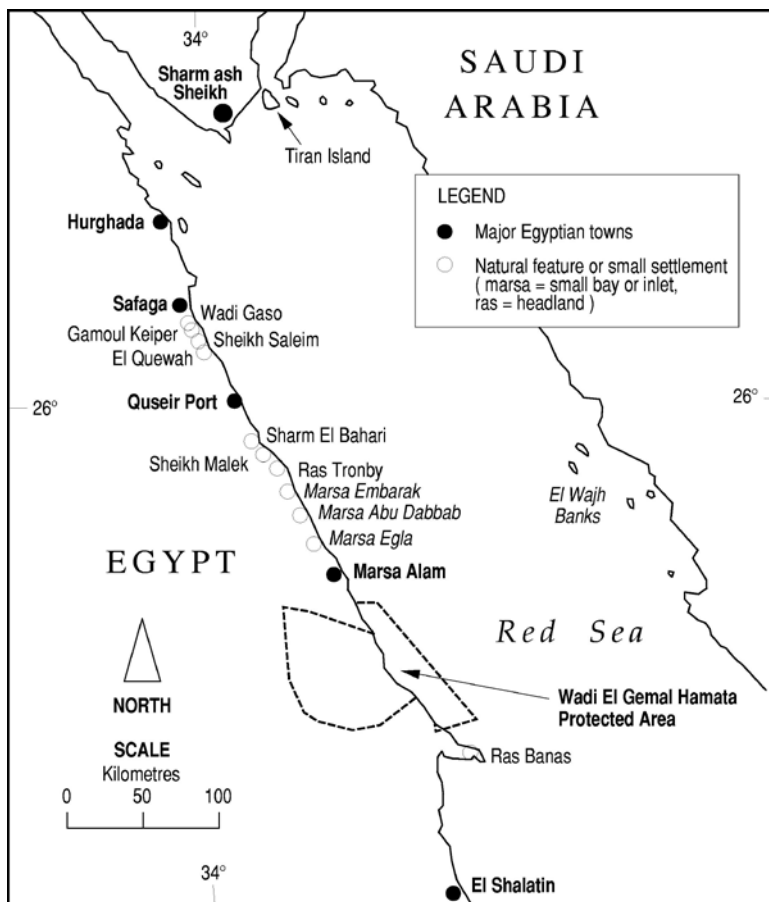 34°
Sharm ash
Sheikh
SAUDI
ARABIA
Tiran Island
LEGEND
Major Egyptian towns
Natural feature or small settlement
( marsa = small bay or inlet,
ras = headland )
Hurghada
Safaga
Wadi Gaso
Gamoul Keiper
Sheikh Saleim
El Quewah
Quseir Port
26°
26°
Sharm El Bahari
Sheikh Malek
Ras Tronby
Marsa Embarak
El Wajh
Banks
Marsa Abu Dabbab
Marsa Egla
EGYPT
Marsa Alam
Red Sea
NORTH
Wadi El Gemal Hamata
Protected Area
SCALE
Kilometres
0 50 100
Ras Banas
34°
El Shalatin